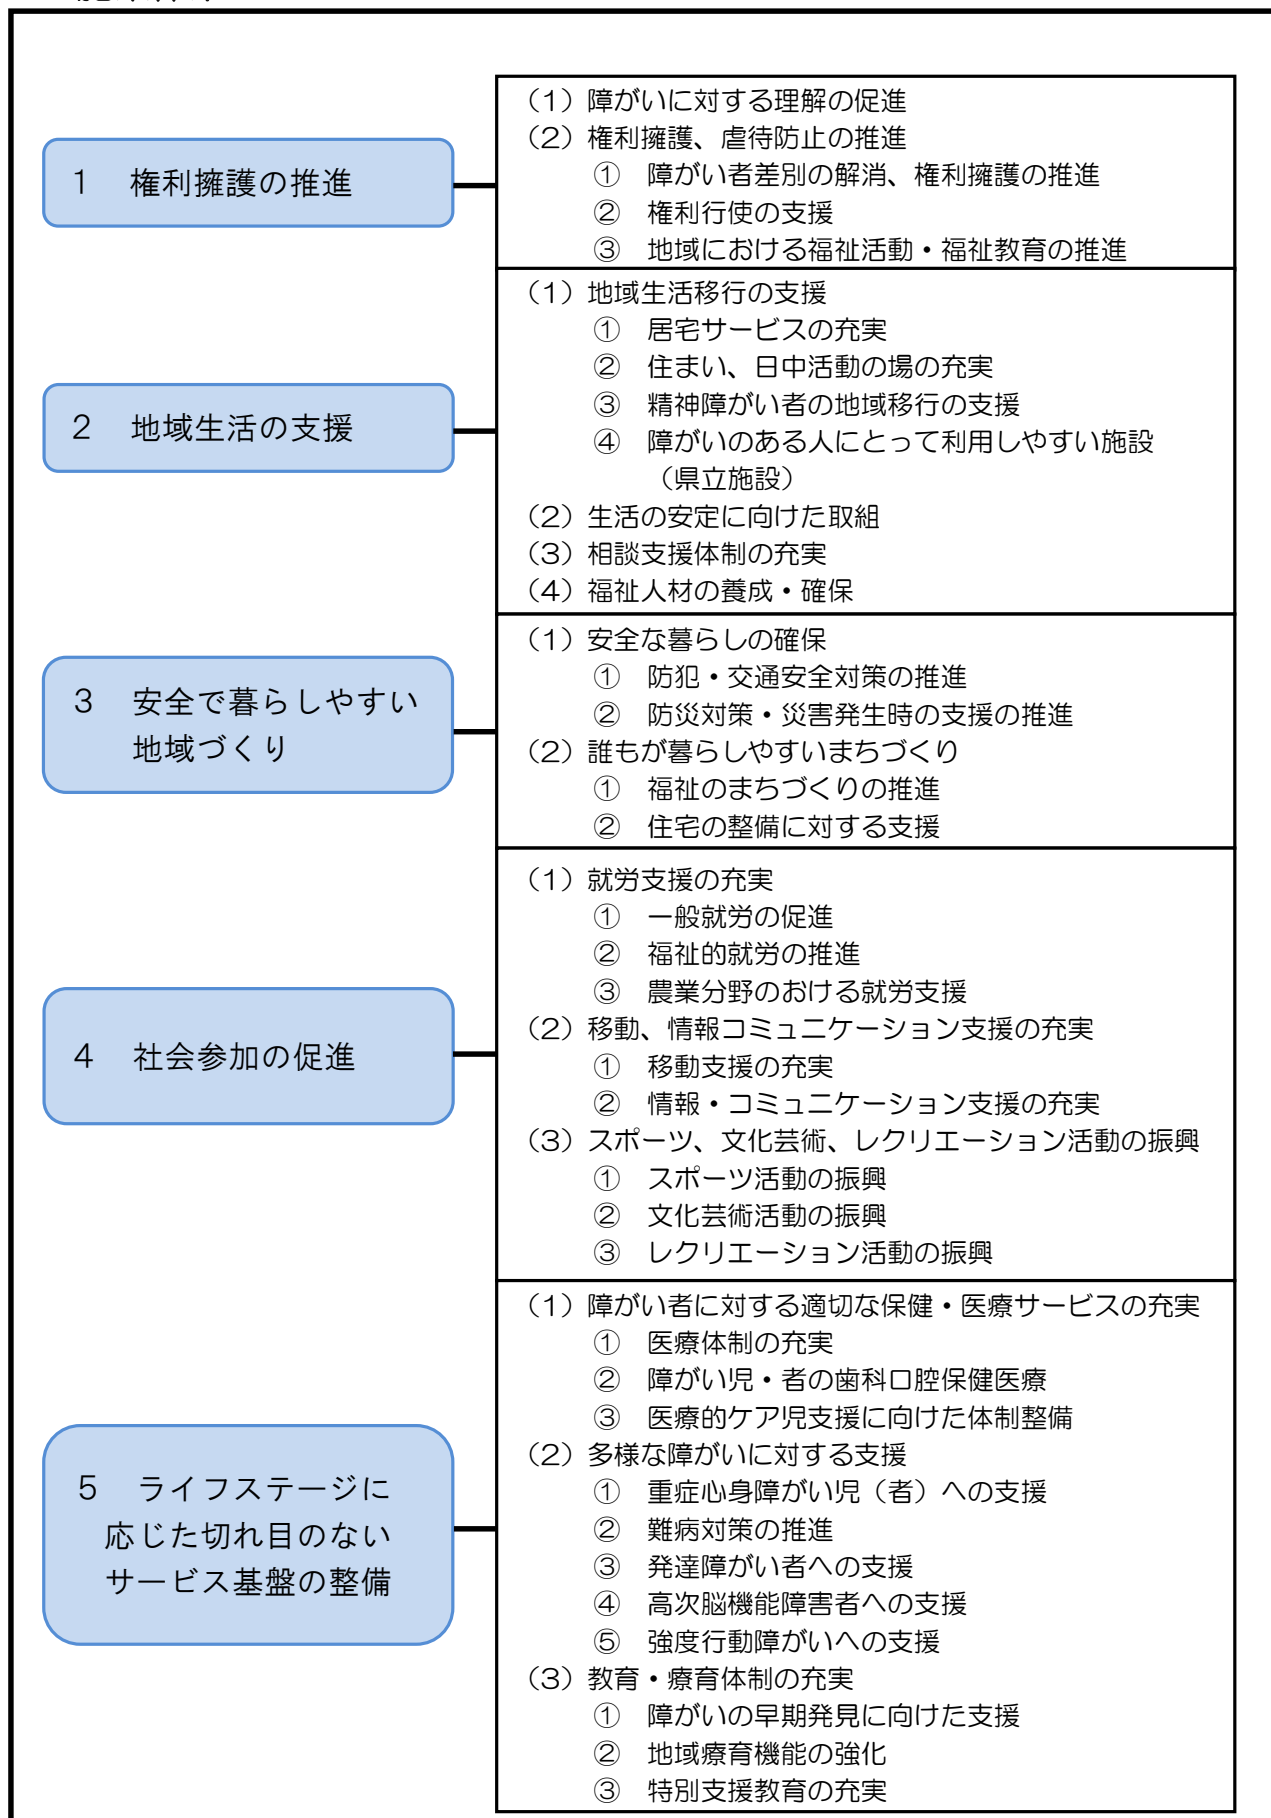 1　権利擁護の推進
（1）障がいに対する理解の促進
（2）権利擁護、虐待防止の推進
①　障がい者差別の解消、権利擁護の推進
②　権利行使の支援
③　地域における福祉活動・福祉教育の推進
2　地域生活の支援
（1）地域生活移行の支援
①　居宅サービスの充実
②　住まい、日中活動の場の充実
③　精神障がい者の地域移行の支援
④　障がいのある人にとって利用しやすい施設
（県立施設）
（2）生活の安定に向けた取組
（3）相談支援体制の充実
（4）福祉人材の養成・確保
3　安全で暮らしやすい
地域づくり
（1）安全な暮らしの確保
①　防犯・交通安全対策の推進
②　防災対策・災害発生時の支援の推進
（2）誰もが暮らしやすいまちづくり
①　福祉のまちづくりの推進
②　住宅の整備に対する支援
4　社会参加の促進
（1）就労支援の充実
①　一般就労の促進
②　福祉的就労の推進
③　農業分野のおける就労支援
（2）移動、情報コミュニケーション支援の充実
①　移動支援の充実
②　情報・コミュニケーション支援の充実
（3）スポーツ、文化芸術、レクリエーション活動の振興
①　スポーツ活動の振興
②　文化芸術活動の振興
③　レクリエーション活動の振興
5　ライフステージに
応じた切れ目のない
サービス基盤の整備
（1）障がい者に対する適切な保健・医療サービスの充実
①　医療体制の充実
②　障がい児・者の歯科口腔保健医療
③　医療的ケア児支援に向けた体制整備
（2）多様な障がいに対する支援
①　重症心身障がい児（者）への支援
②　難病対策の推進
③　発達障がい者への支援
④　高次脳機能障害者への支援
⑤　強度行動障がいへの支援
（3）教育・療育体制の充実
①　障がいの早期発見に向けた支援
②　地域療育機能の強化
③　特別支援教育の充実